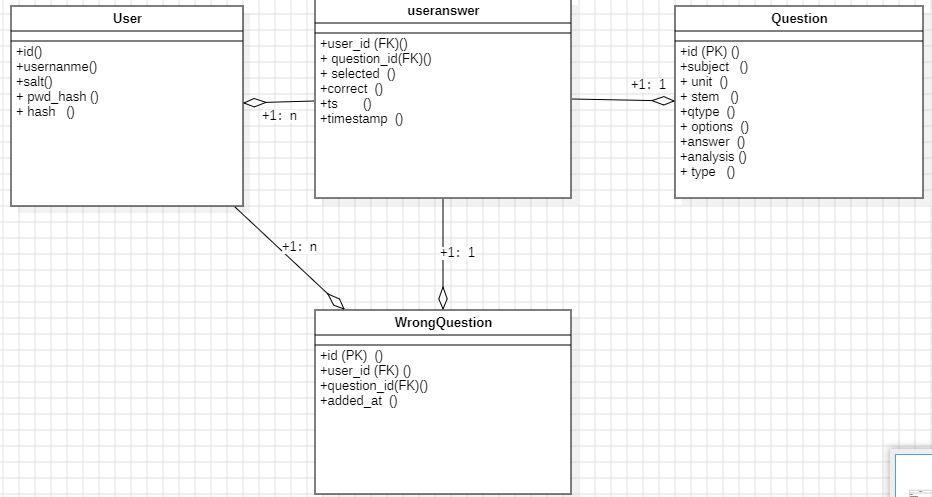 User
+id()
+usernanme()
+salt()
+ pwd_hash ()
+ hash ()
useranswer
+user_id (FK)()
+ question_id(FK)()
+ selected ()
+correct ()
+ts ()
+timestamp ()
Question
+id (PK) ()
+subject ()
+ unit ()
+ stem ()
+qtype ()
+ options ()
+answer ()
+analysis ()
+ type ()
+1: n
+1: 1
+1: n
+1: 1
WrongQuestion
+id (PK) ()
+user_id (FK) ()
+question_id(FK)()
+added_at ()